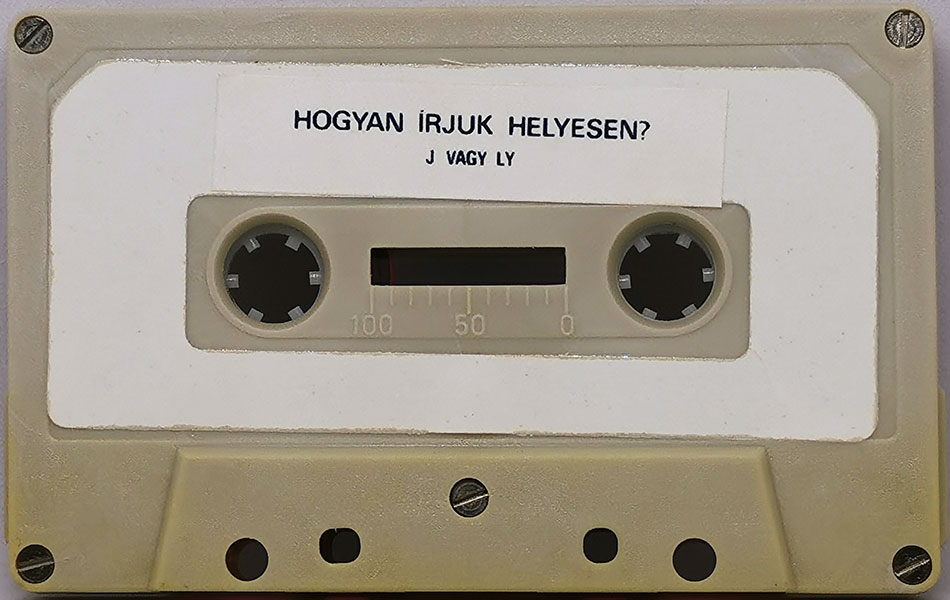 HOGYAN ÍRJUK HELYESEN?
J VAGY LY
100 50 0